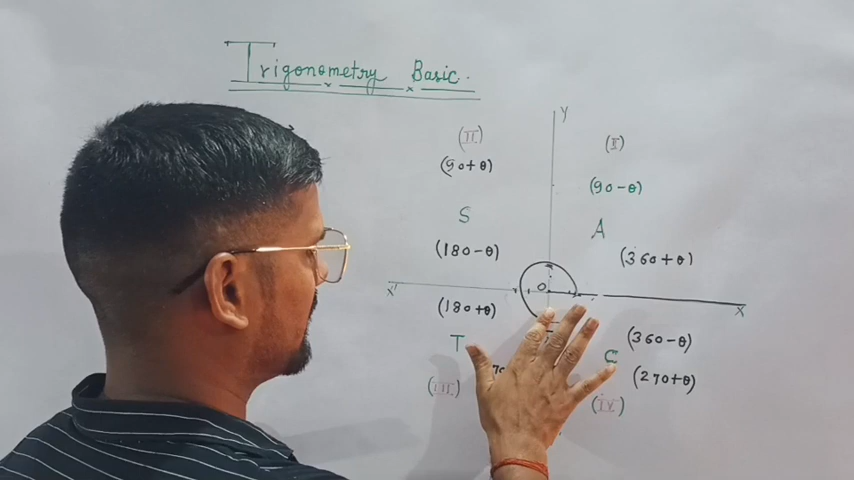 Trigonometry Basic.
Y
(II)
(I)
(90+θ)
(90-θ)
S
A
(180-θ)
(360+θ)
X'
O
X
(180+θ)
(360-θ)
T
C
(270+θ)
(III)
(IV)